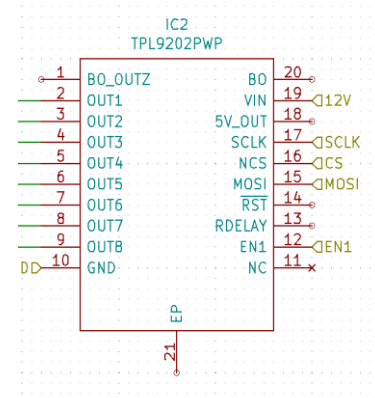 IC2
TPL9202PWP
1 BO_OUTZ BO 20
2 OUT1 VIN 19 12V
3 OUT2 5V_OUT 18
4 OUT3 SCLK 17 SCLK
5 OUT4 NCS 16 CS
6 OUT5 MOSI 15 MOSI
7 OUT6 RST 14
8 OUT7 RDELAY 13
9 OUT8 EN1 12 EN1
D 10 GND NC 11
EP
21